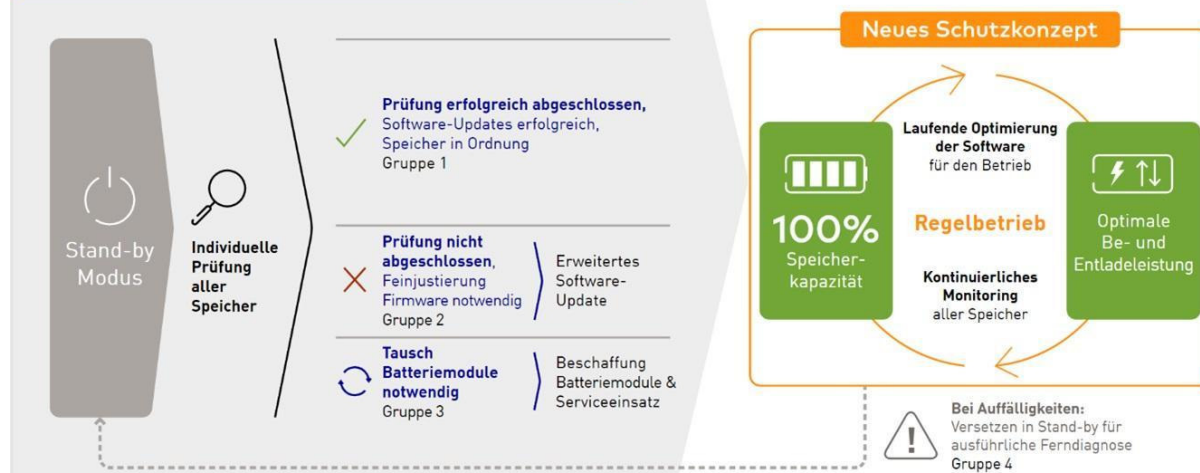 Neues Schutzkonzept
Stand-by
Modus
Individuelle
Prüfung
aller
Speicher
Prüfung erfolgreich abgeschlossen,
Software-Updates erfolgreich,
Speicher in Ordnung
Gruppe 1
Prüfung nicht
abgeschlossen,
Feinjustierung
Firmware notwendig
Gruppe 2
Erweitertes
Software-
Update
Tausch
Batteriemodule
notwendig
Gruppe 3
Beschaffung
Batteriemodule &
Serviceeinsatz
100%
Speicher-
kapazität
Laufende Optimierung
der Software
für den Betrieb
Regelbetrieb
Kontinuierliches
Monitoring
aller Speicher
Optimale
Be- und
Entladeleistung
Bei Auffälligkeiten:
Versetzen in Stand-by für
ausführliche Ferndiagnose
Gruppe 4